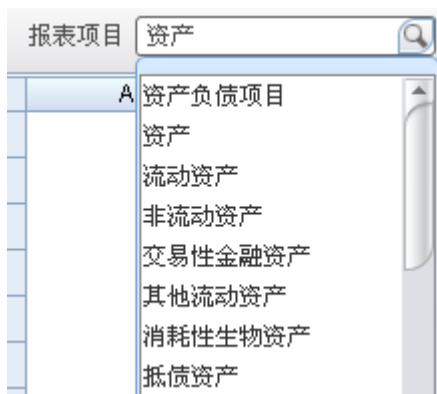 报表项目 资产
A
资产负债项目
资产
流动资产
非流动资产
交易性金融资产
其他流动资产
消耗性生物资产
抵债资产